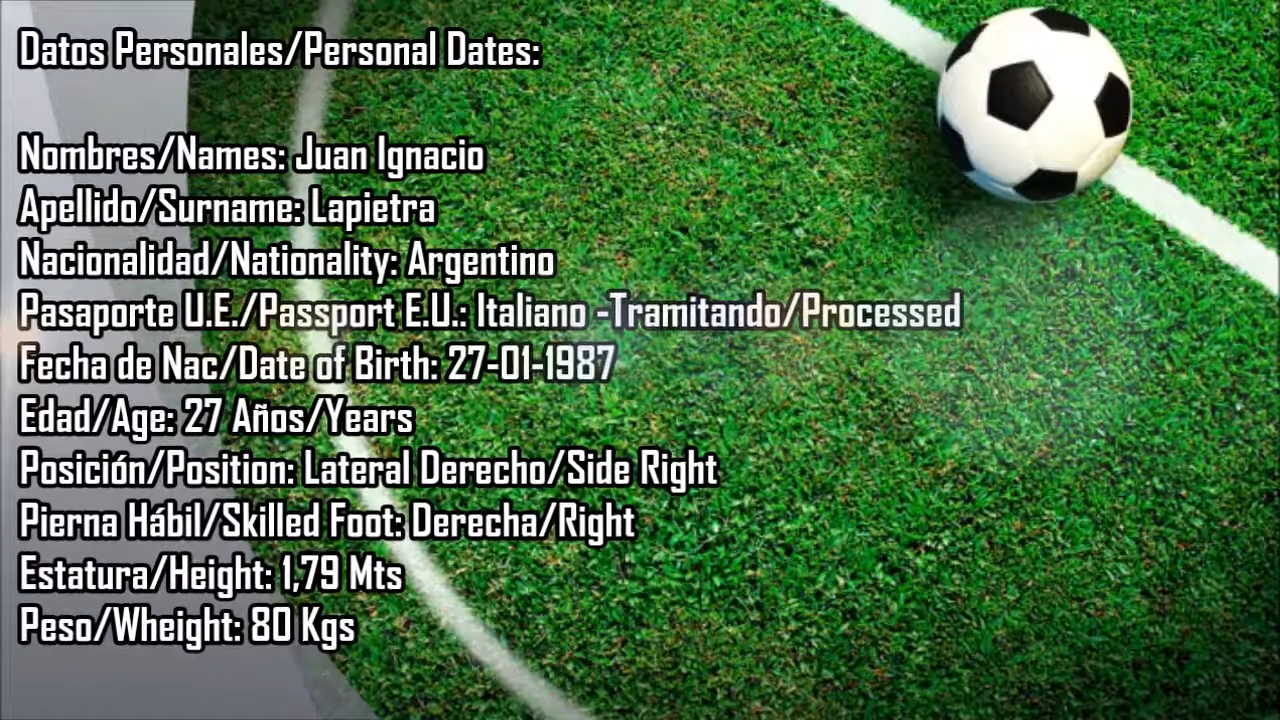 Datos Personales/Personal Dates:
Nombres/Names: Juan Ignacio
Apellido/Surname: Lapietra
Nacionalidad/Nationality: Argentino
Pasaporte U.E./Passport E.U.: Italiano -Tramitando/Processed
Fecha de Nac/Date of Birth: 27-01-1987
Edad/Age: 27 Años/Years
Posición/Position: Lateral Derecho/Side Right
Pierna Hábil/Skilled Foot: Derecha/Right
Estatura/Height: 1,79 Mts
Peso/Wheight: 80 Kgs